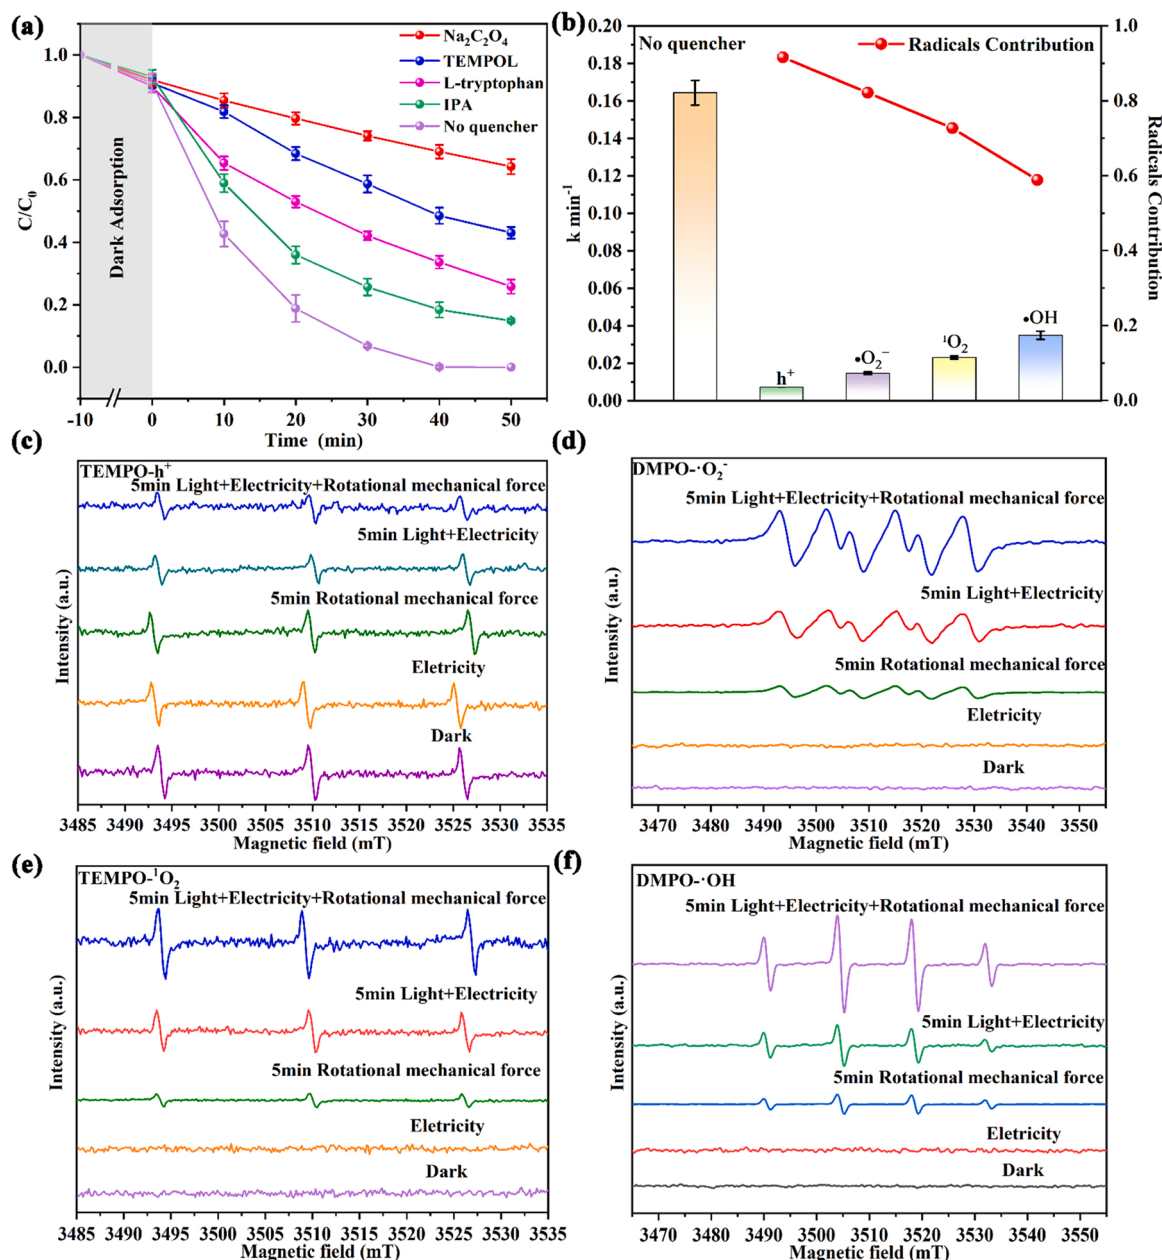 (a)
Na₂C₂O₄
TEMPOL
L-tryptophan
IPA
No quencher
Dark Adsorption
C/C₀
1.0
0.8
0.6
0.4
0.2
0.0
-10 0 10 20 30 40 50
Time (min)
(b)
No quencher
Radicals Contribution
k min⁻¹
0.20
0.18
0.16
0.14
0.12
0.10
0.08
0.06
0.04
0.02
0.00
h⁺
•O₂⁻
¹O₂
•OH
1.0
0.8
0.6
0.4
0.2
0.0
Radicals Contribution
(c)
TEMPO-h⁺
5min Light+Electricity+Rotational mechanical force
5min Light+Electricity
5min Rotational mechanical force
Eletricity
Dark
Intensity (a.u.)
3485 3490 3495 3500 3505 3510 3515 3520 3525 3530 3535
Magnetic field (mT)
(d)
DMPO-·O₂⁻
5min Light+Electricity+Rotational mechanical force
5min Light+Electricity
5min Rotational mechanical force
Eletricity
Dark
Intensity (a.u.)
3470 3480 3490 3500 3510 3520 3530 3540 3550
Magnetic field (mT)
(e)
TEMPO-¹O₂
5min Light+Electricity+Rotational mechanical force
5min Light+Electricity
5min Rotational mechanical force
Eletricity
Dark
Intensity (a.u.)
3485 3490 3495 3500 3505 3510 3515 3520 3525 3530 3535
Magnetic field (mT)
(f)
DMPO-·OH
5min Light+Electricity+Rotational mechanical force
5min Light+Electricity
5min Rotational mechanical force
Eletricity
Dark
Intensity (a.u.)
3470 3480 3490 3500 3510 3520 3530 3540 3550
Magnetic field (mT)